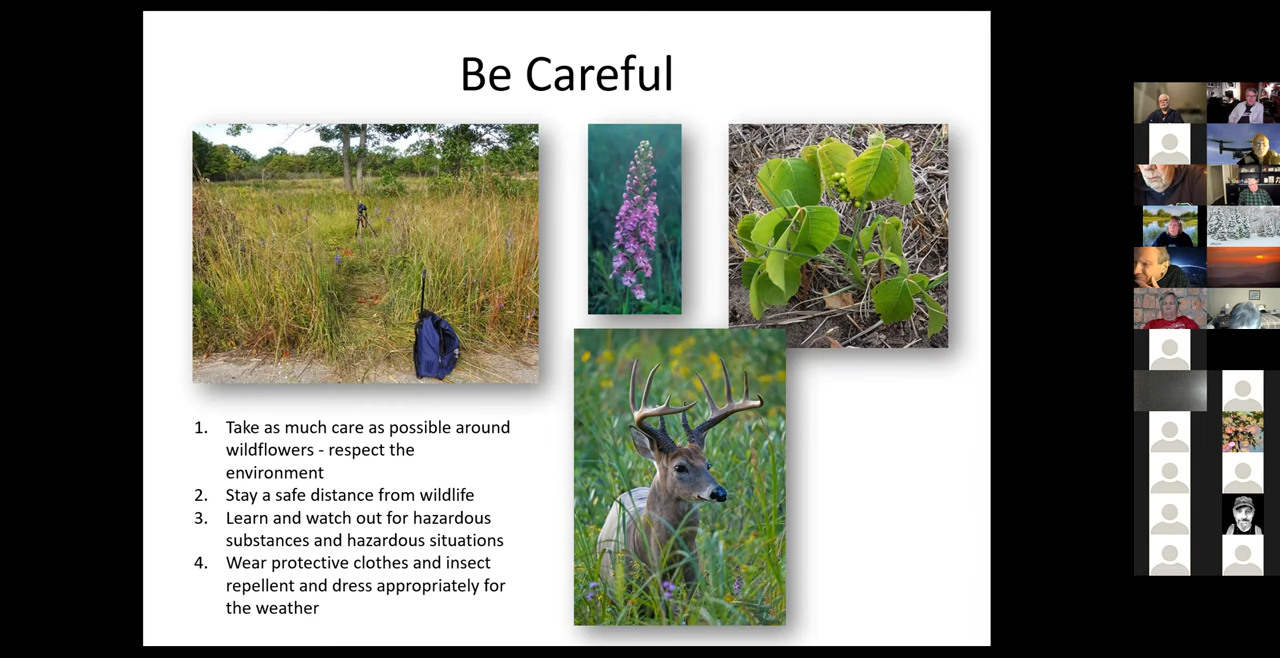 Be Careful
1. Take as much care as possible around
wildflowers - respect the
environment
2. Stay a safe distance from wildlife
3. Learn and watch out for hazardous
substances and hazardous situations
4. Wear protective clothes and insect
repellent and dress appropriately for
the weather